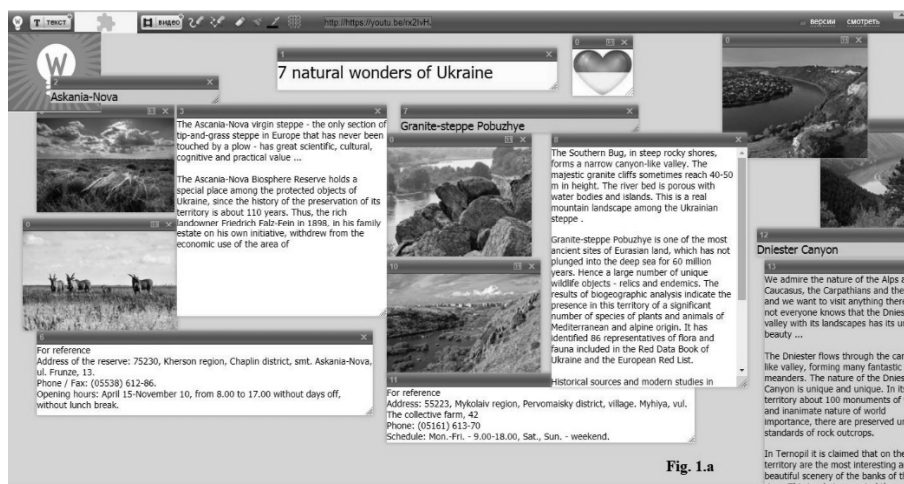 T текст
видео
http://https://youtu.be/rx2IvH
версии
смотреть
W
2
Askania-Nova
1
7 natural wonders of Ukraine
0
0
3
The Ascania-Nova virgin steppe - the only section of
tip-and-grass steppe in Europe that has never been
touched by a plow - has great scientific, cultural,
cognitive and practical value ...
The Ascania-Nova Biosphere Reserve holds a
special place among the protected objects of
Ukraine, since the history of the preservation of its
territory is about 110 years. Thus, the rich
landowner Friedrich Falz-Fein in 1898, in his family
estate on his own initiative, withdrew from the
economic use of the area of
0
6
For reference
Address of the reserve: 75230, Kherson region, Chaplin district, smt. Askania-Nova,
ul. Frunze, 13.
Phone / Fax: (05538) 612-86.
Opening hours: April 15-November 10, from 8.00 to 17.00 without days off,
without lunch break.
7
Granite-steppe Pobuzhye
The Southern Bug, in steep rocky shores,
forms a narrow canyon-like valley. The
majestic granite cliffs sometimes reach 40-50
m in height. The river bed is porous with
water bodies and islands. This is a real
mountain landscape among the Ukrainian
steppe .
Granite-steppe Pobuzhye is one of the most
ancient sites of Eurasian land, which has not
plunged into the deep sea for 60 million
years. Hence a large number of unique
wildlife objects - relics and endemics. The
results of biogeographic analysis indicate the
presence in this territory of a significant
number of species of plants and animals of
Mediterranean and alpine origin. It has
identified 86 representatives of flora and
fauna included in the Red Data Book of
Ukraine and the European Red List.
Historical sources and modern studies in
10
11
For reference
Address: 55223, Mykolaiv region, Pervomaisky district, village. Myhiya, vul.
The collective farm, 42
Phone: (05161) 613-70
Schedule: Mon.-Fri. - 9.00-18.00, Sat., Sun. - weekend.
12
Dniester Canyon
13
We admire the nature of the Alps a
Caucasus, the Carpathians and the
and we want to visit anything there
not everyone knows that the Dnies
valley with its landscapes has its un
beauty ...
The Dniester flows through the can
like valley, forming many fantastic
meanders. The nature of the Dnies
Canyon is unique and unique. In its
territory about 100 monuments of
and inanimate nature of world
importance, there are preserved un
standards of rock outcrops.
In Ternopil it is claimed that on the
territory are the most interesting a
beautiful scenery of the banks of th
Fig. 1.a